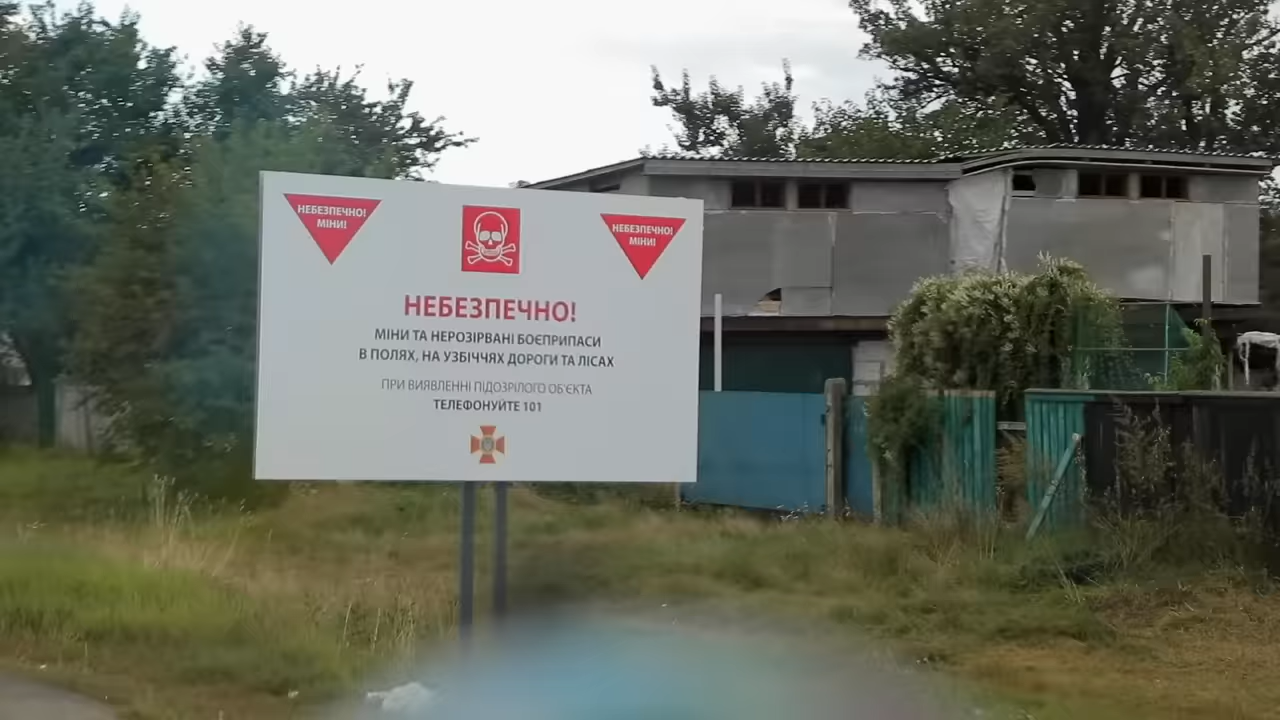 НЕБЕЗПЕЧНО!
МІНИ!
НЕБЕЗПЕЧНО!
МІНИ!
НЕБЕЗПЕЧНО!
МІНИ ТА НЕРОЗІРВАНІ БОЄПРИПАСИ
В ПОЛЯХ, НА УЗБІЧЧЯХ ДОРОГИ ТА ЛІСАХ
ПРИ ВИЯВЛЕННІ ПІДОЗРІЛОГО ОБ'ЄКТА
ТЕЛЕФОНУЙТЕ 101